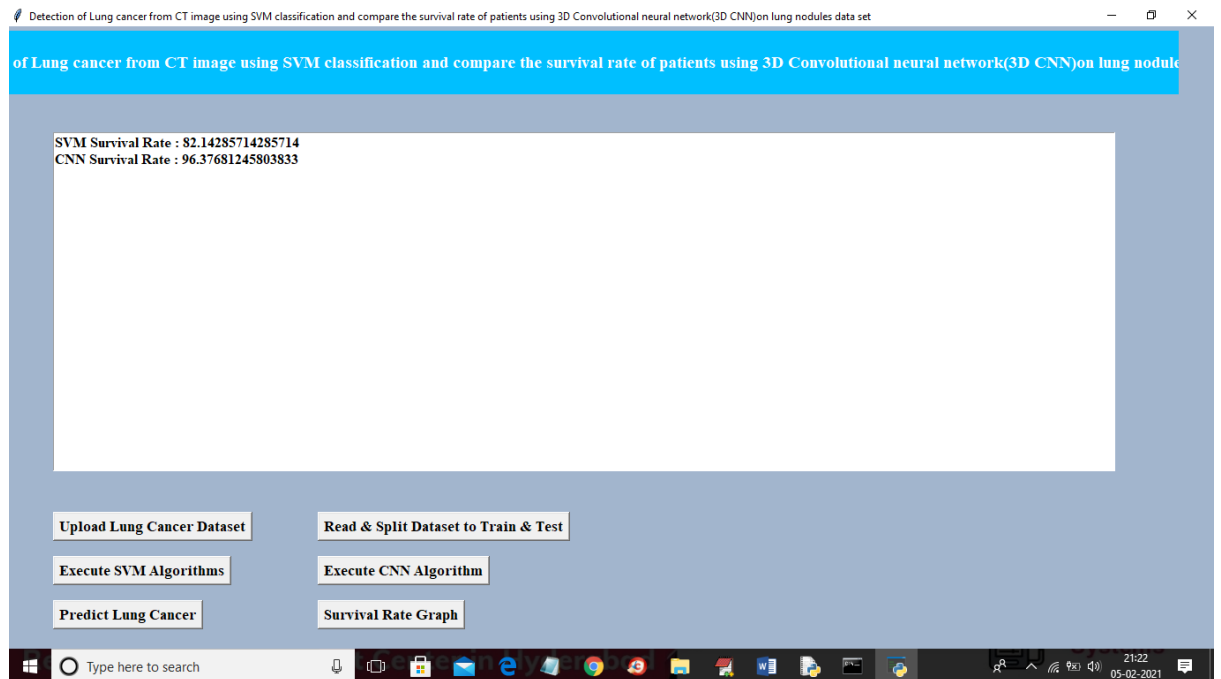 Detection of Lung cancer from CT image using SVM classification and compare the survival rate of patients using 3D Convolutional neural network(3D CNN)on lung nodules data set
of Lung cancer from CT image using SVM classification and compare the survival rate of patients using 3D Convolutional neural network(3D CNN)on lung nodule
SVM Survival Rate : 82.14285714285714
CNN Survival Rate : 96.37681245803833
Upload Lung Cancer Dataset
Read & Split Dataset to Train & Test
Execute SVM Algorithms
Execute CNN Algorithm
Predict Lung Cancer
Survival Rate Graph
Type here to search
21:22
05-02-2021